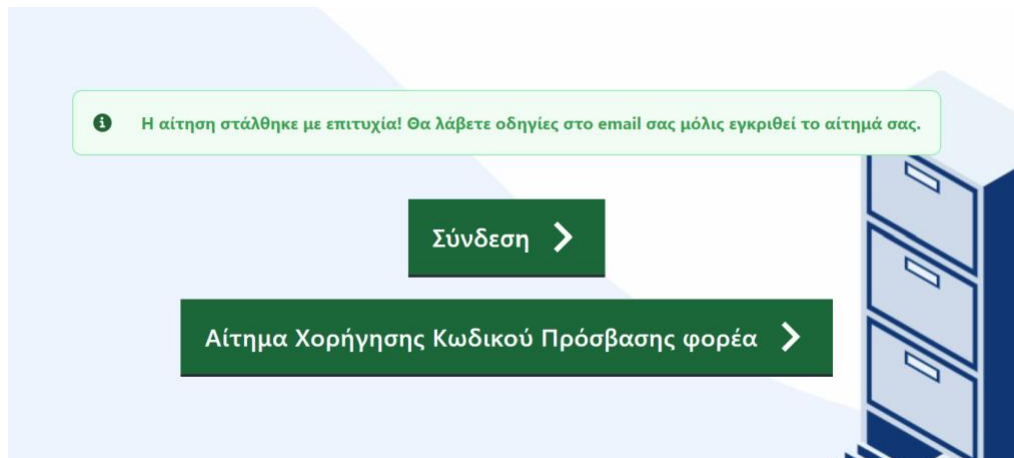 Η αίτηση στάλθηκε με επιτυχία! Θα λάβετε οδηγίες στο email σας μόλις εγκριθεί το αίτημά σας.
Σύνδεση
Αίτημα Χορήγησης Κωδικού Πρόσβασης φορέα